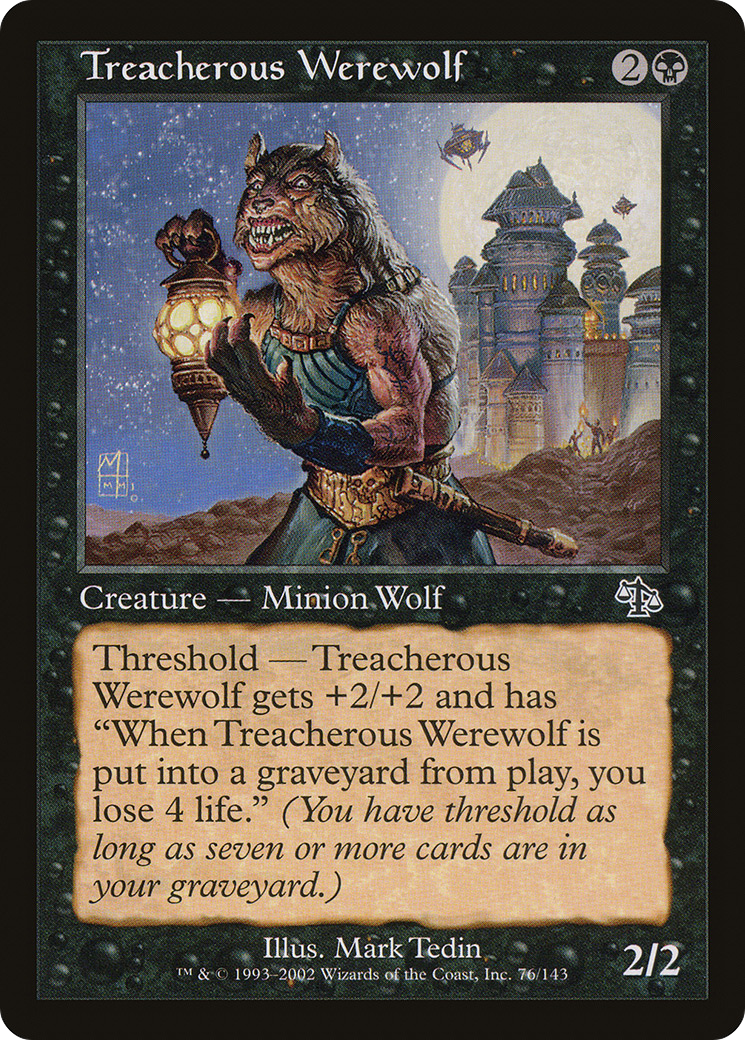 Treacherous Werewolf
2
Creature — Minion Wolf
Threshold — Treacherous
Werewolf gets +2/+2 and has
“When Treacherous Werewolf is
put into a graveyard from play, you
lose 4 life.” (You have threshold as
long as seven or more cards are in
your graveyard.)
Illus. Mark Tedin
™ & © 1993–2002 Wizards of the Coast, Inc. 76/143
2/2